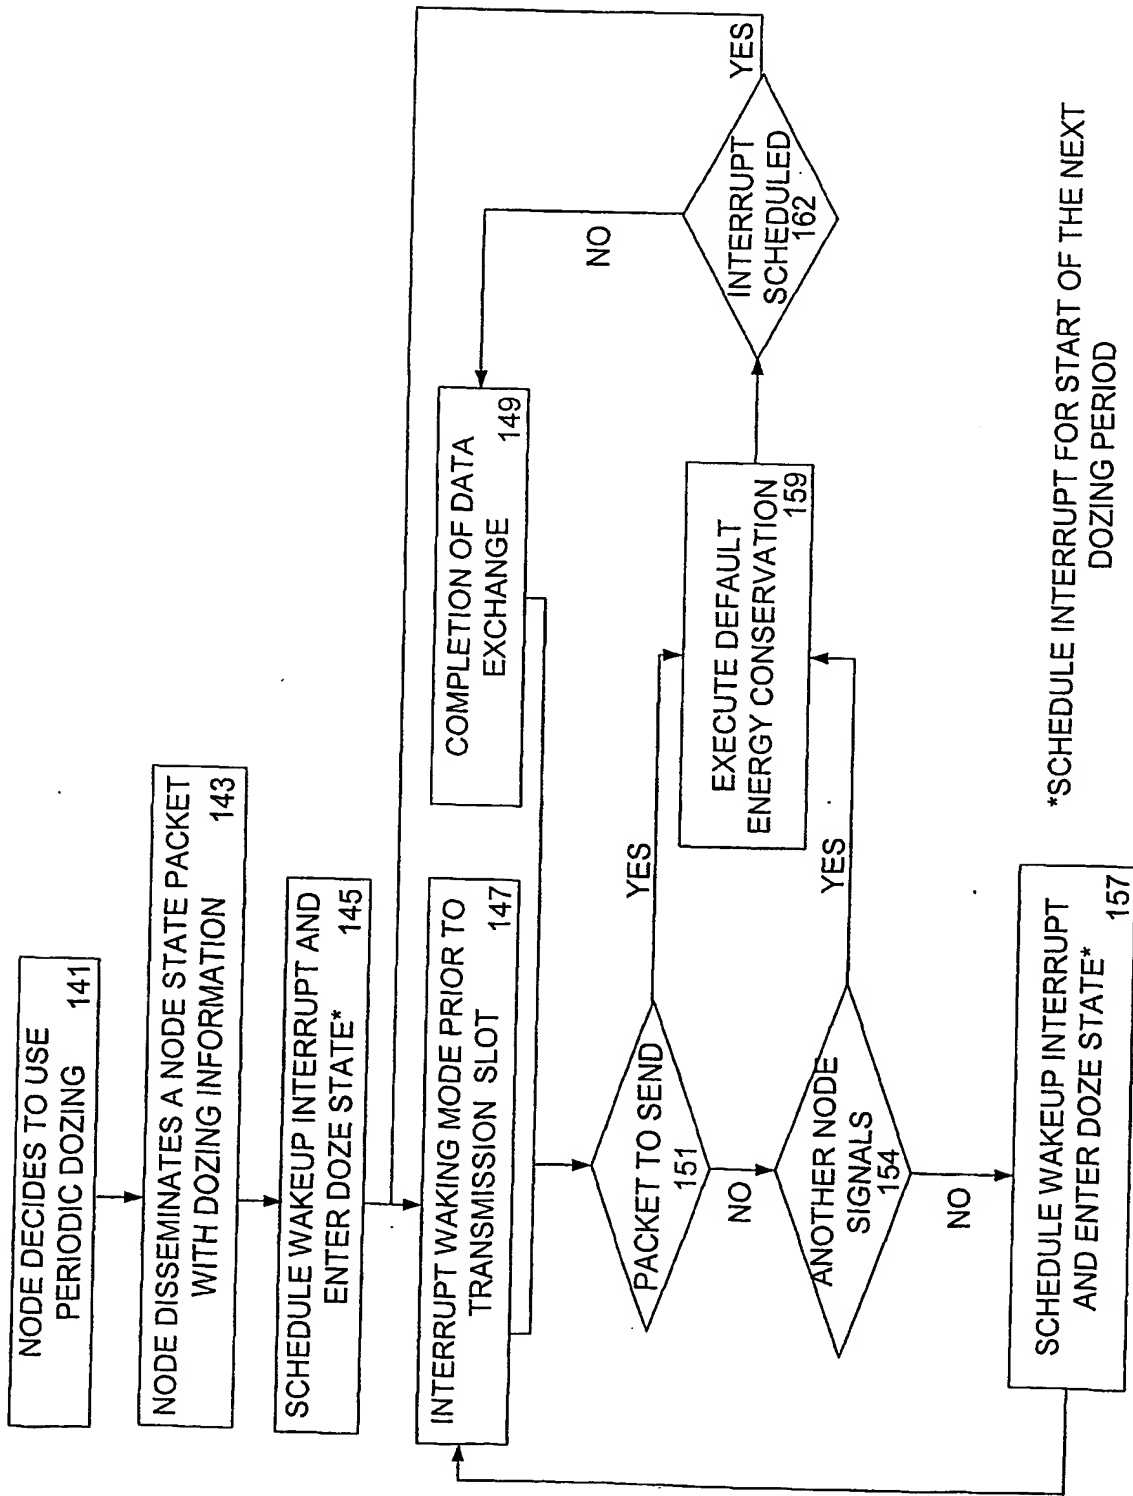 NODE DECIDES TO USE
PERIODIC DOZING 141
NODE DISSEMINATES A NODE STATE PACKET
WITH DOZING INFORMATION 143
SCHEDULE WAKEUP INTERRUPT AND
ENTER DOZE STATE* 145
INTERRUPT WAKING MODE PRIOR TO
TRANSMISSION SLOT 147
COMPLETION OF DATA
EXCHANGE 149
PACKET TO SEND
151
YES
NO
ANOTHER NODE
SIGNALS
154
YES
NO
EXECUTE DEFAULT
ENERGY CONSERVATION
159
INTERRUPT
SCHEDULED
162
NO
YES
SCHEDULE WAKEUP INTERRUPT
AND ENTER DOZE STATE*
157
*SCHEDULE INTERRUPT FOR START OF THE NEXT
DOZING PERIOD